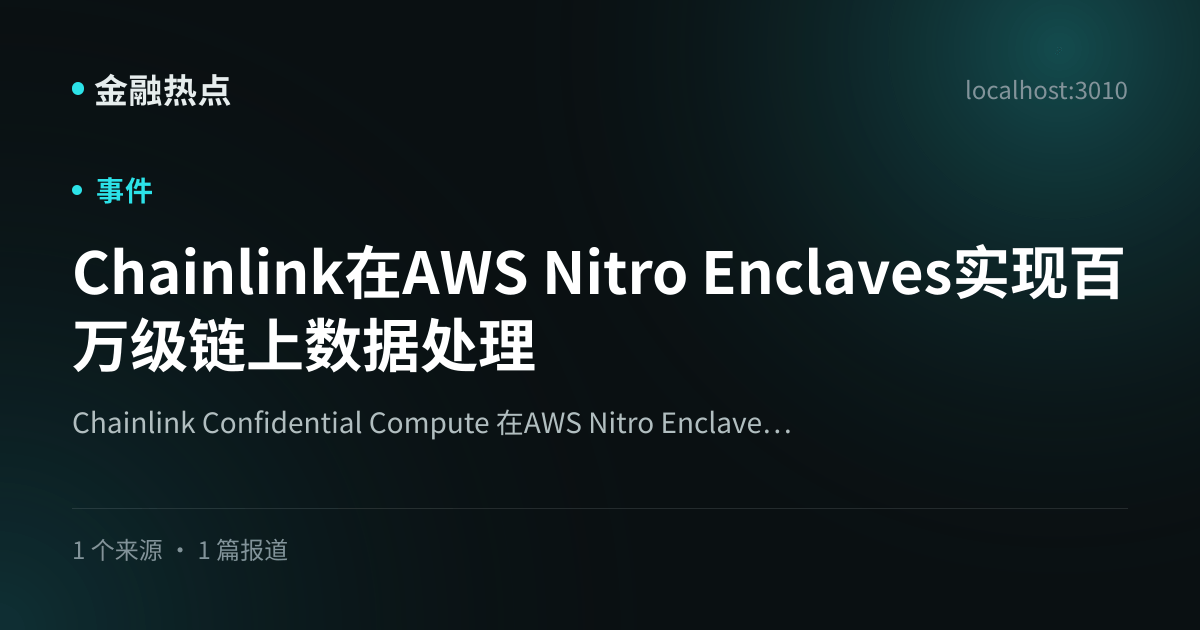 金融热点
localhost:3010
事件
Chainlink在AWS Nitro Enclaves实现百
万级链上数据处理
Chainlink Confidential Compute 在AWS Nitro Enclave…
1 个来源 · 1 篇报道